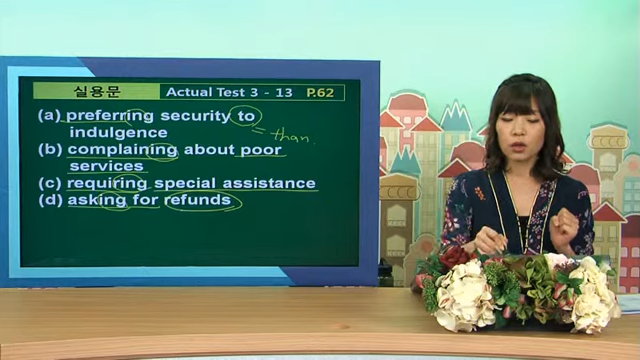 실용문 Actual Test 3 - 13 P.62
(a) preferring security to
= than.
indulgence
(b) complaining about poor
services
(c) requiring special assistance
(d) asking for refunds